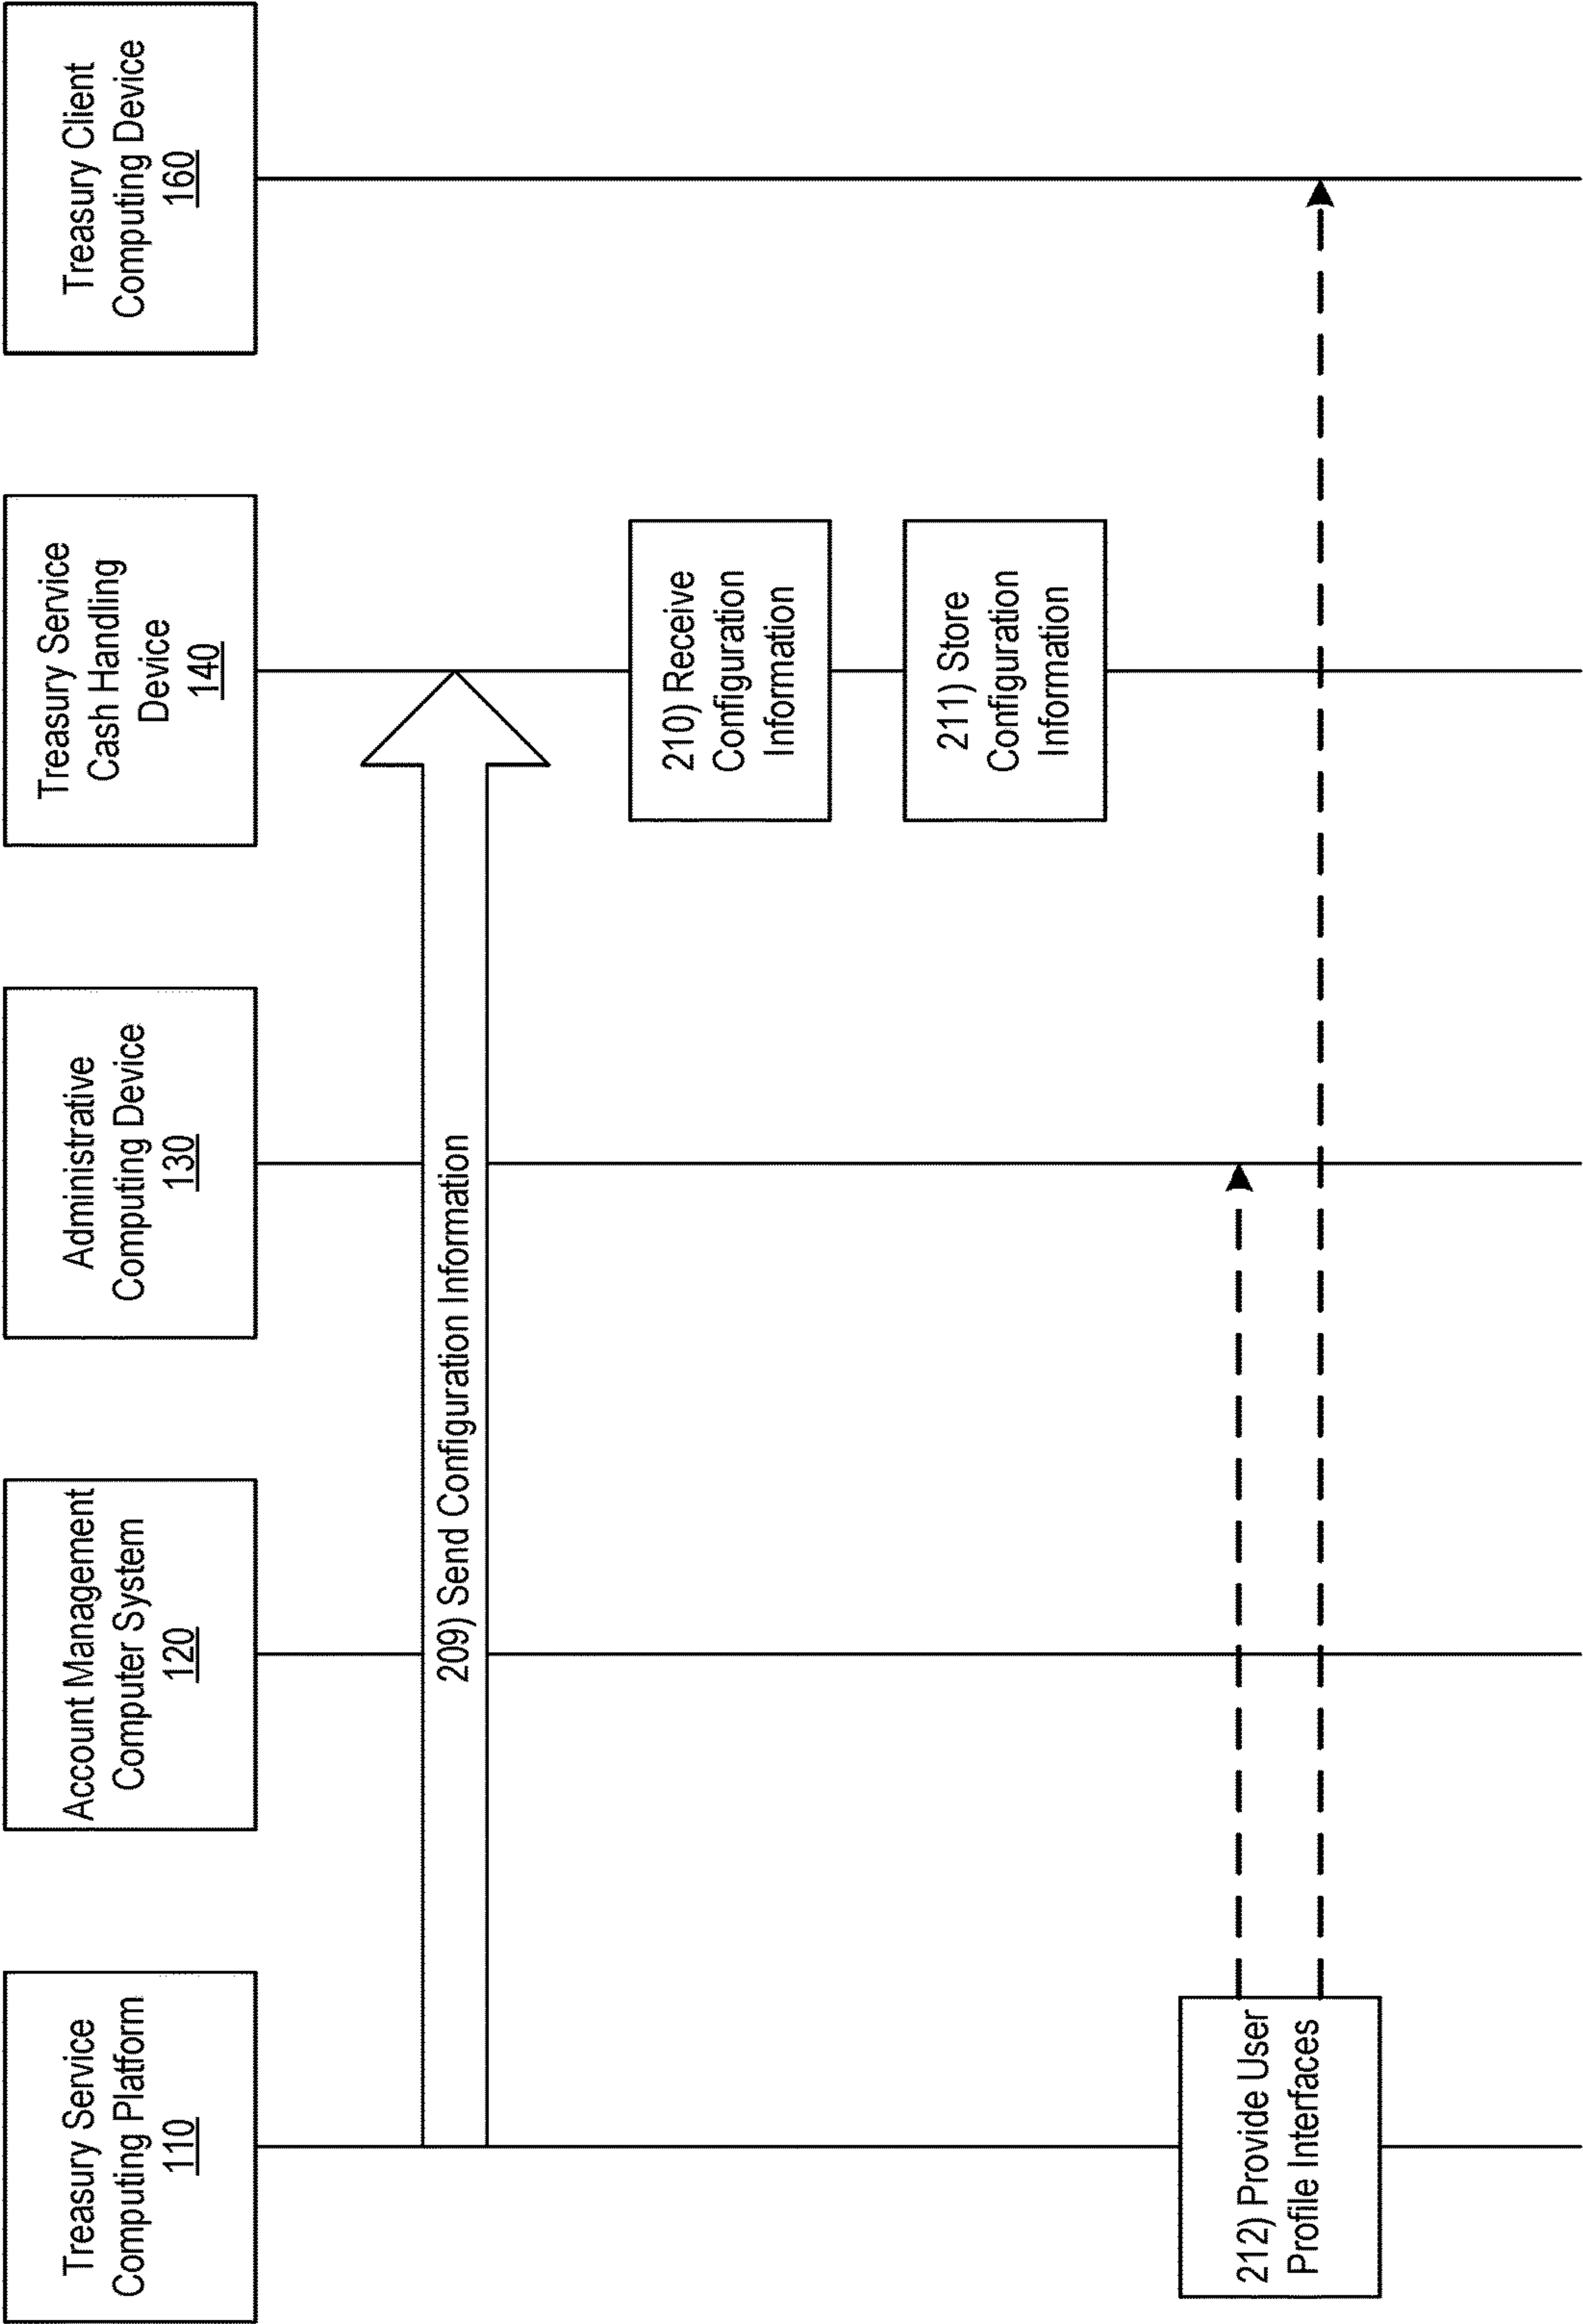 Treasury Service
Computing Platform
110
Account Management
Computer System
120
Administrative
Computing Device
130
Treasury Service
Cash Handling
Device
140
Treasury Client
Computing Device
160
209) Send Configuration Information
210) Receive
Configuration
Information
211) Store
Configuration
Information
212) Provide User
Profile Interfaces